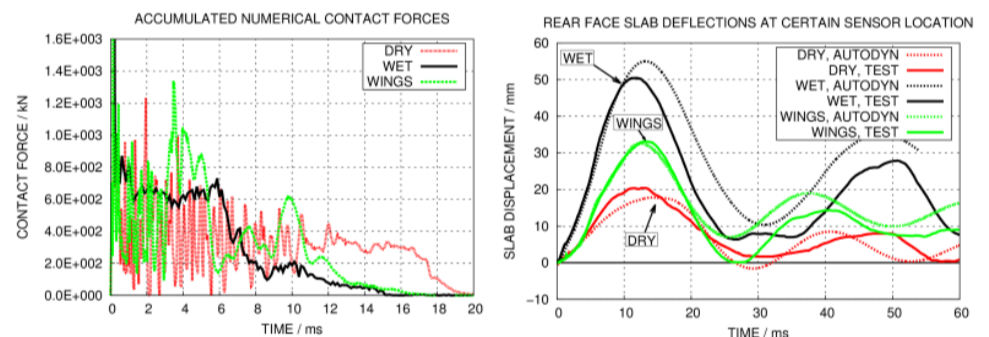 ACCUMULATED NUMERICAL CONTACT FORCES
1.6E+003
1.4E+003
1.2E+003
1.0E+003
8.0E+002
6.0E+002
4.0E+002
2.0E+002
0.0E+000
CONTACT FORCE / kN
DRY
WET
WINGS
0 2 4 6 8 10 12 14 16 18 20
TIME / ms
REAR FACE SLAB DEFLECTIONS AT CERTAIN SENSOR LOCATION
60
50
40
30
20
10
0
−10
SLAB DISPLACEMENT / mm
WET
WINGS
DRY
DRY, AUTODYN
DRY, TEST
WET, AUTODYN
WET, TEST
WINGS, AUTODYN
WINGS, TEST
0 10 20 30 40 50 60
TIME / ms